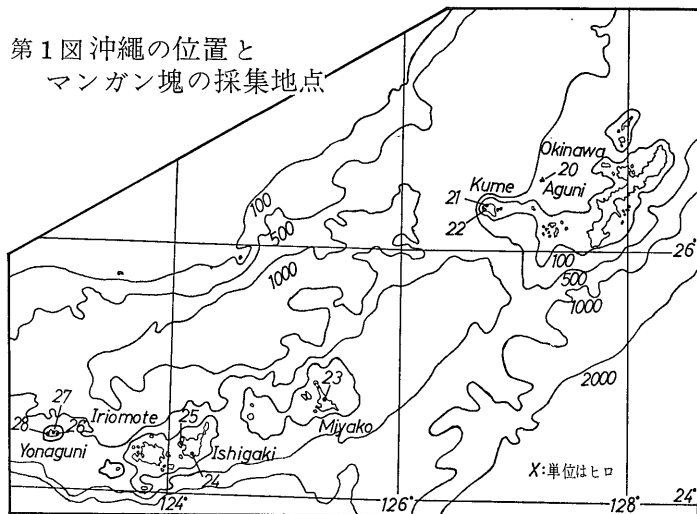 第1図 沖繩の位置と
マンガン塊の採集地点
100
500
1000
Okinawa
20
Aguni
Kume
21
22
26°
100
500
1000
2000
23
Miyako
27
28
26
Yonaguni
Iriomote
25
Ishigaki
24
X:単位はヒロ
124°
126°
128°
24°